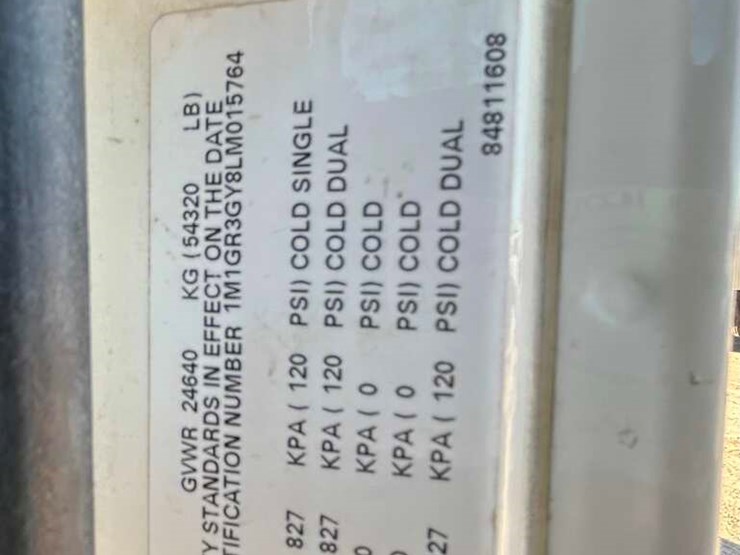 GVWR 24640 KG ( 54320 LB )
Y STANDARDS IN EFFECT ON THE DATE
TIFICATION NUMBER 1M1GR3GY8LM015764
827 KPA ( 120 PSI) COLD SINGLE
827 KPA ( 120 PSI) COLD DUAL
0 KPA ( 0 PSI) COLD
KPA ( 0 PSI) COLD
27 KPA ( 120 PSI) COLD DUAL
84811608